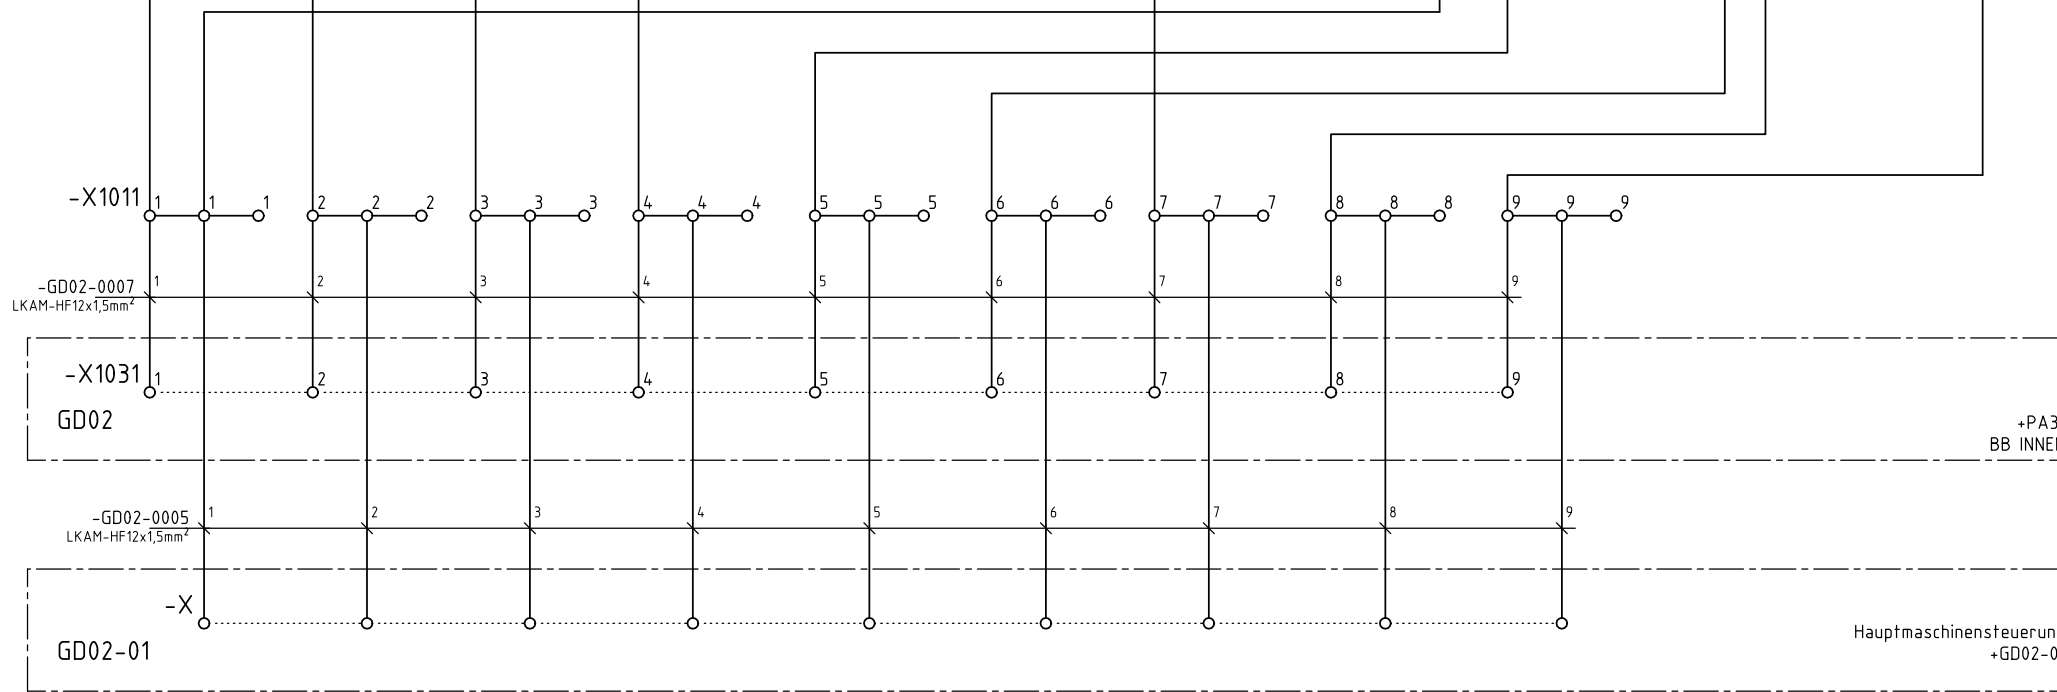 -X1011 1 1 1 2 2 2 3 3 3 4 4 4 5 5 5 6 6 6 7 7 7 8 8 8 9 9 9
-GD02-0007 1 2 3 4 5 6 7 8 9
LKAM-HF12x1,5mm²
-X1031 1 2 3 4 5 6 7 8 9
GD02
+PA3
BB INNE
-GD02-0005 1 2 3 4 5 6 7 8 9
LKAM-HF12x1,5mm²
-X
Hauptmaschinensteuerun
GD02-01
+GD02-0